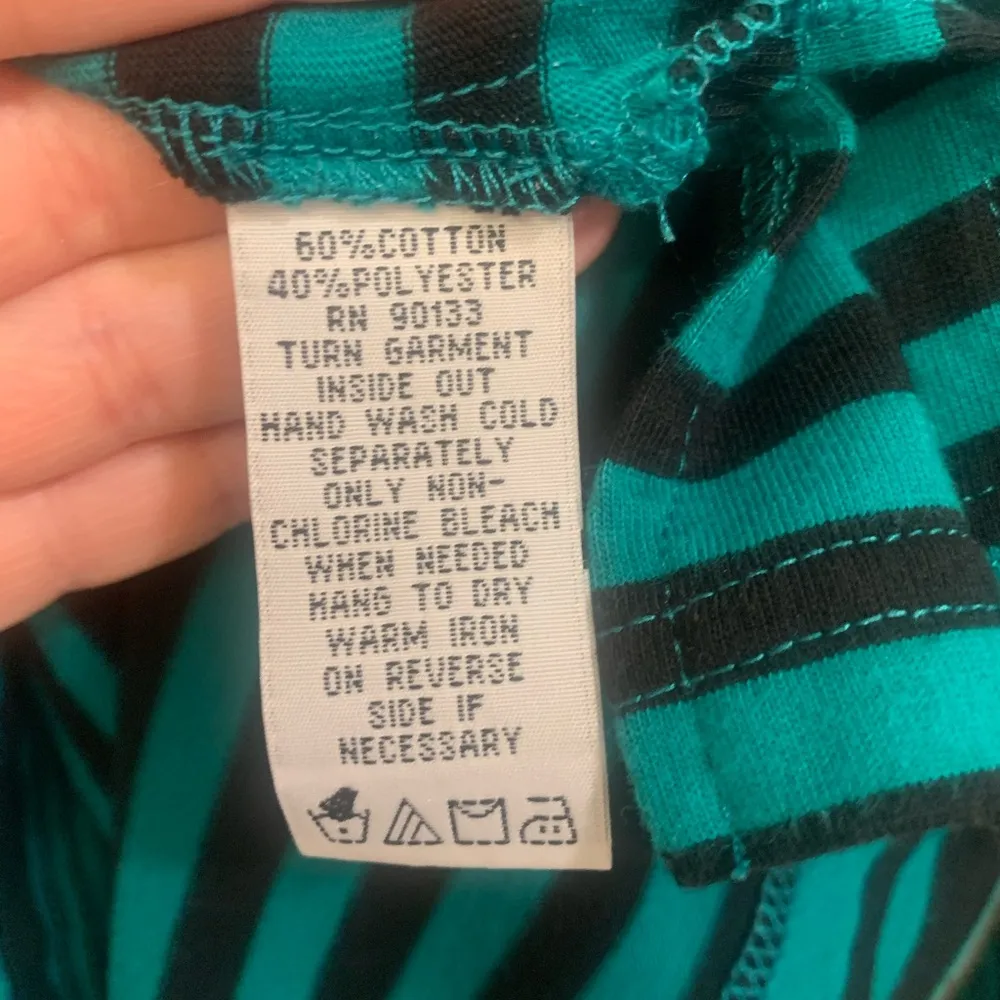 60%COTTON
40%POLYESTER
RN 90133
TURN GARMENT
INSIDE OUT
HAND WASH COLD
SEPARATELY
ONLY NON-
CHLORINE BLEACH
WHEN NEEDED
HANG TO DRY
WARM IRON
ON REVERSE
SIDE IF
NECESSARY